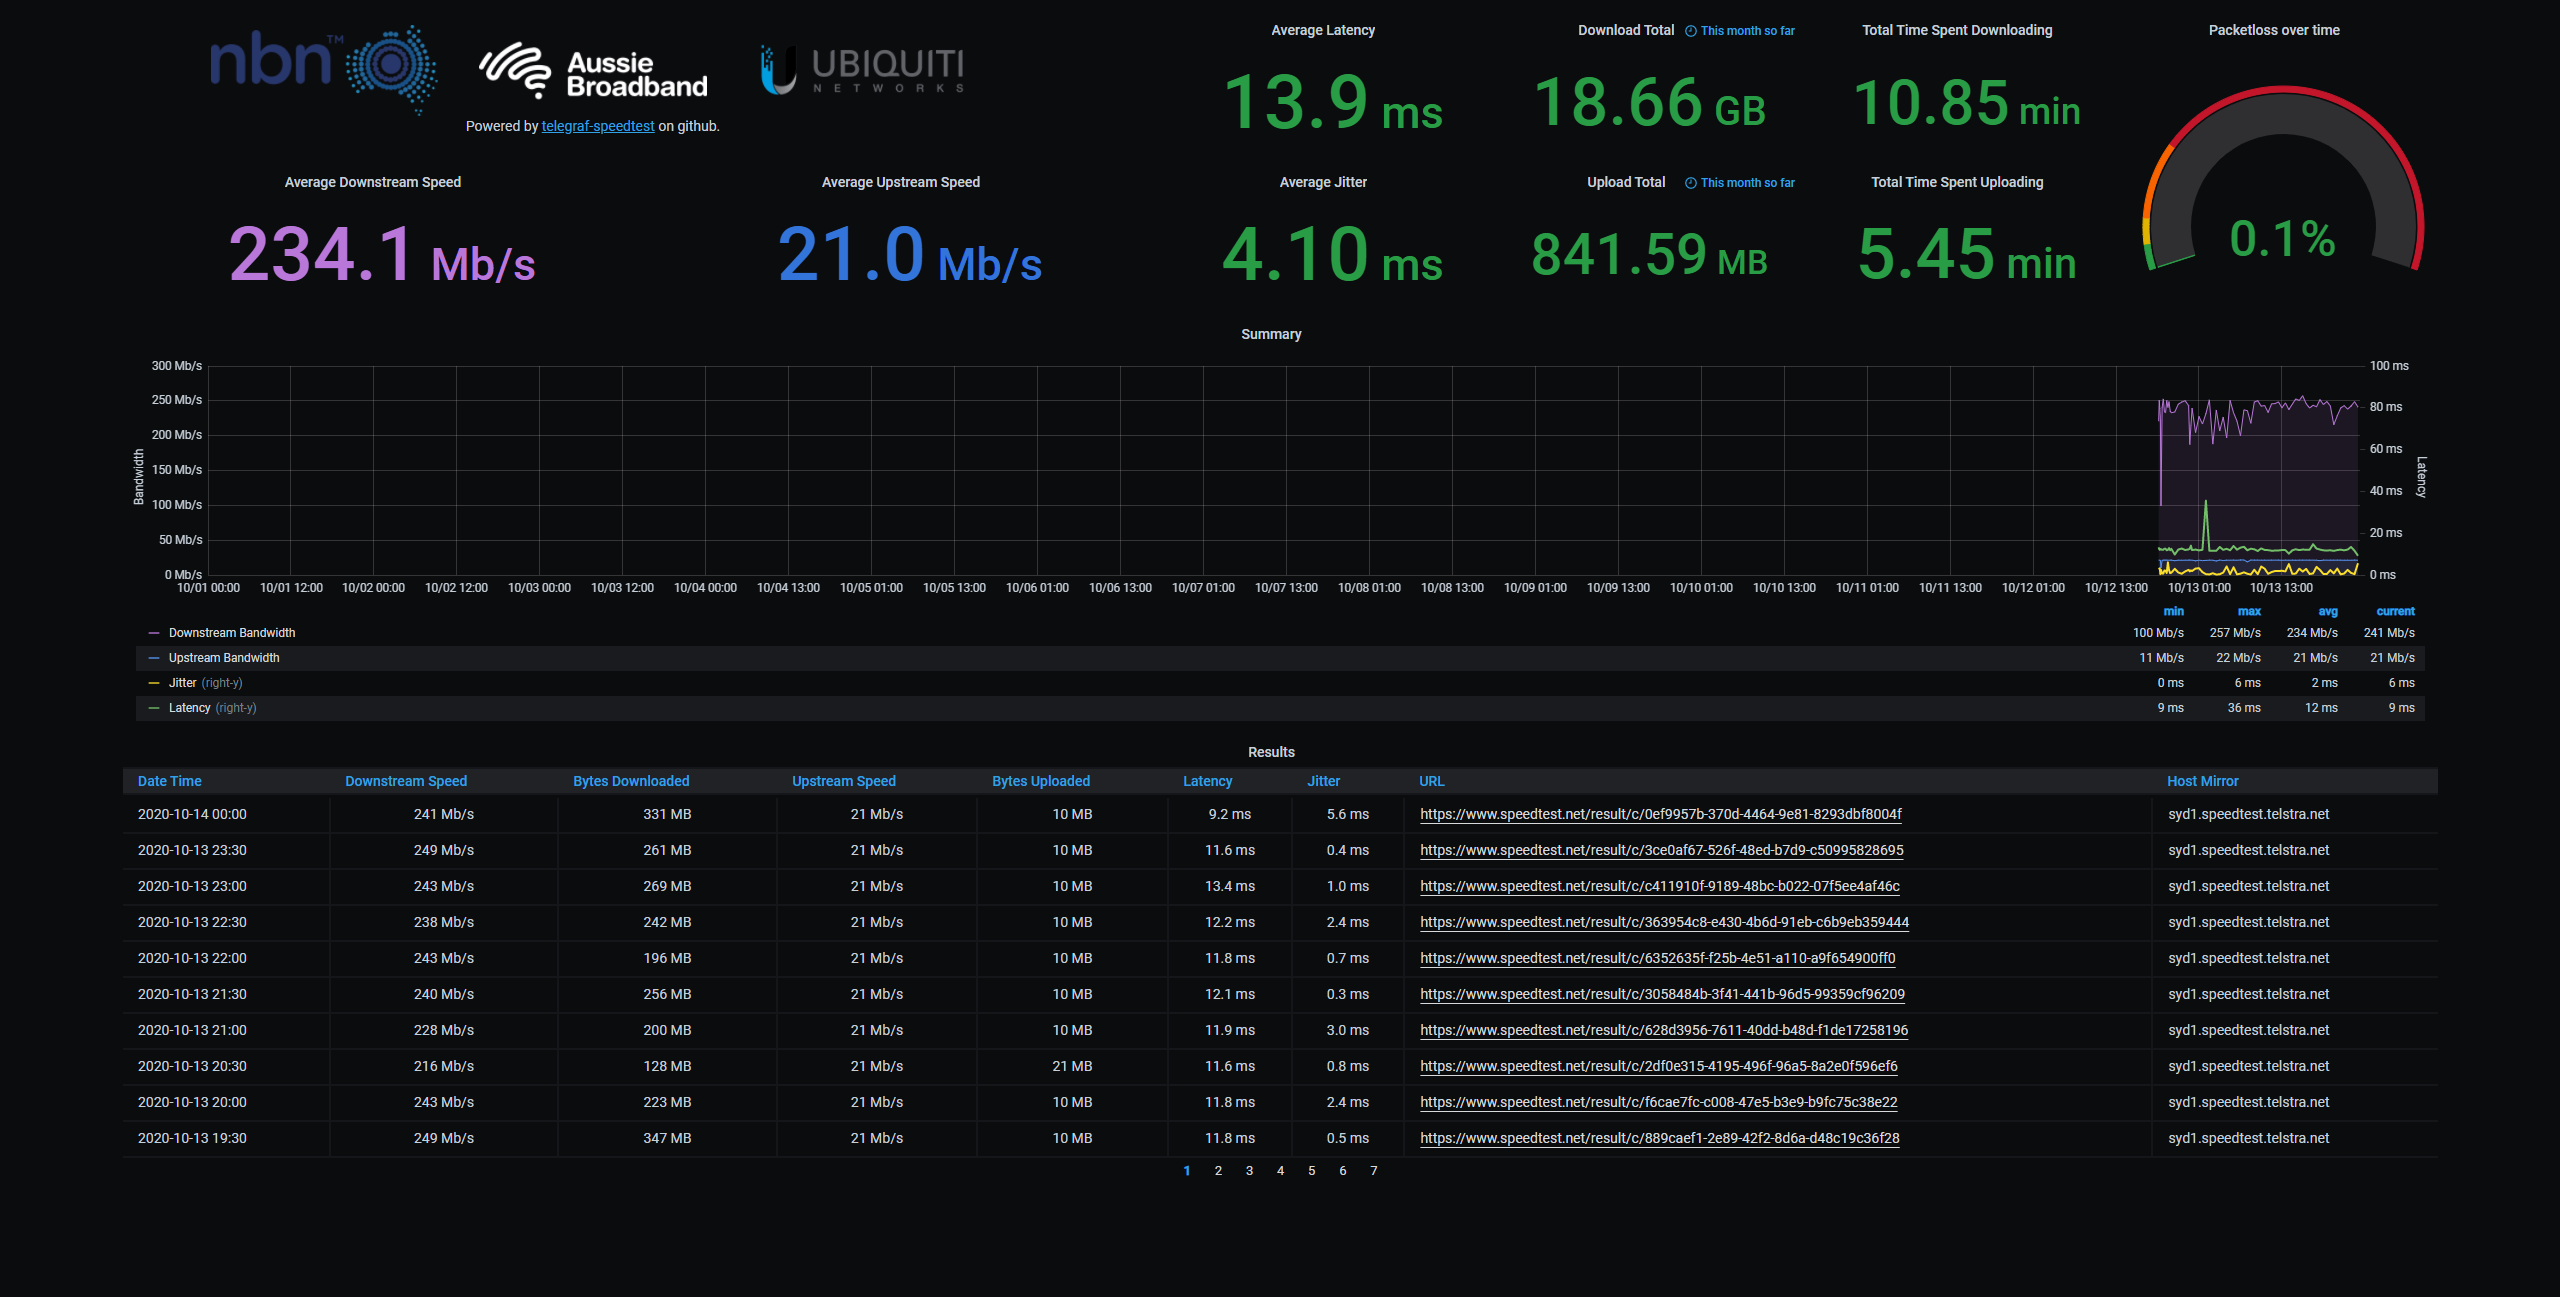 nbn™
Aussie
Broadband
UBIQUITI
NETWORKS
Powered by telegraf-speedtest on github.
Average Latency
13.9 ms
Download Total This month so far
18.66 GB
Total Time Spent Downloading
10.85 min
Packetloss over time
0.1%
Average Downstream Speed
234.1 Mb/s
Average Upstream Speed
21.0 Mb/s
Average Jitter
4.10 ms
Upload Total This month so far
841.59 MB
Total Time Spent Uploading
5.45 min
Summary
Bandwidth
300 Mb/s
250 Mb/s
200 Mb/s
150 Mb/s
100 Mb/s
50 Mb/s
0 Mb/s
100 ms
80 ms
60 ms
40 ms
20 ms
0 ms
Latency
10/01 00:00 10/01 12:00 10/02 00:00 10/02 12:00 10/03 00:00 10/03 12:00 10/04 00:00 10/04 13:00 10/05 01:00 10/05 13:00 10/06 01:00 10/06 13:00 10/07 01:00 10/07 13:00 10/08 01:00 10/08 13:00 10/09 01:00 10/09 13:00 10/10 01:00 10/10 13:00 10/11 01:00 10/11 13:00 10/12 01:00 10/12 13:00 10/13 01:00 10/13 13:00
min max avg current
Downstream Bandwidth 100 Mb/s 257 Mb/s 234 Mb/s 241 Mb/s
Upstream Bandwidth 11 Mb/s 22 Mb/s 21 Mb/s 21 Mb/s
Jitter (right-y) 0 ms 6 ms 2 ms 6 ms
Latency (right-y) 9 ms 36 ms 12 ms 9 ms
Results
Date Time Downstream Speed Bytes Downloaded Upstream Speed Bytes Uploaded Latency Jitter URL Host Mirror
2020-10-14 00:00 241 Mb/s 331 MB 21 Mb/s 10 MB 9.2 ms 5.6 ms https://www.speedtest.net/result/c/0ef9957b-370d-4464-9e81-8293dbf8004f syd1.speedtest.telstra.net
2020-10-13 23:30 249 Mb/s 261 MB 21 Mb/s 10 MB 11.6 ms 0.4 ms https://www.speedtest.net/result/c/3ce0af67-526f-48ed-b7d9-c50995828695 syd1.speedtest.telstra.net
2020-10-13 23:00 243 Mb/s 269 MB 21 Mb/s 10 MB 13.4 ms 1.0 ms https://www.speedtest.net/result/c/c411910f-9189-48bc-b022-07f5ee4af46c syd1.speedtest.telstra.net
2020-10-13 22:30 238 Mb/s 242 MB 21 Mb/s 10 MB 12.2 ms 2.4 ms https://www.speedtest.net/result/c/363954c8-e430-4b6d-91eb-c6b9eb359444 syd1.speedtest.telstra.net
2020-10-13 22:00 243 Mb/s 196 MB 21 Mb/s 10 MB 11.8 ms 0.7 ms https://www.speedtest.net/result/c/6352635f-f25b-4e51-a110-a9f654900ff0 syd1.speedtest.telstra.net
2020-10-13 21:30 240 Mb/s 256 MB 21 Mb/s 10 MB 12.1 ms 0.3 ms https://www.speedtest.net/result/c/3058484b-3f41-441b-96d5-99359cf96209 syd1.speedtest.telstra.net
2020-10-13 21:00 228 Mb/s 200 MB 21 Mb/s 10 MB 11.9 ms 3.0 ms https://www.speedtest.net/result/c/628d3956-7611-40dd-b48d-f1de17258196 syd1.speedtest.telstra.net
2020-10-13 20:30 216 Mb/s 128 MB 21 Mb/s 21 MB 11.6 ms 0.8 ms https://www.speedtest.net/result/c/2df0e315-4195-496f-96a5-8a2e0f596ef6 syd1.speedtest.telstra.net
2020-10-13 20:00 243 Mb/s 223 MB 21 Mb/s 10 MB 11.8 ms 2.4 ms https://www.speedtest.net/result/c/f6cae7fc-c008-47e5-b3e9-b9fc75c38e22 syd1.speedtest.telstra.net
2020-10-13 19:30 249 Mb/s 347 MB 21 Mb/s 10 MB 11.8 ms 0.5 ms https://www.speedtest.net/result/c/889caef1-2e89-42f2-8d6a-d48c19c36f28 syd1.speedtest.telstra.net
1 2 3 4 5 6 7